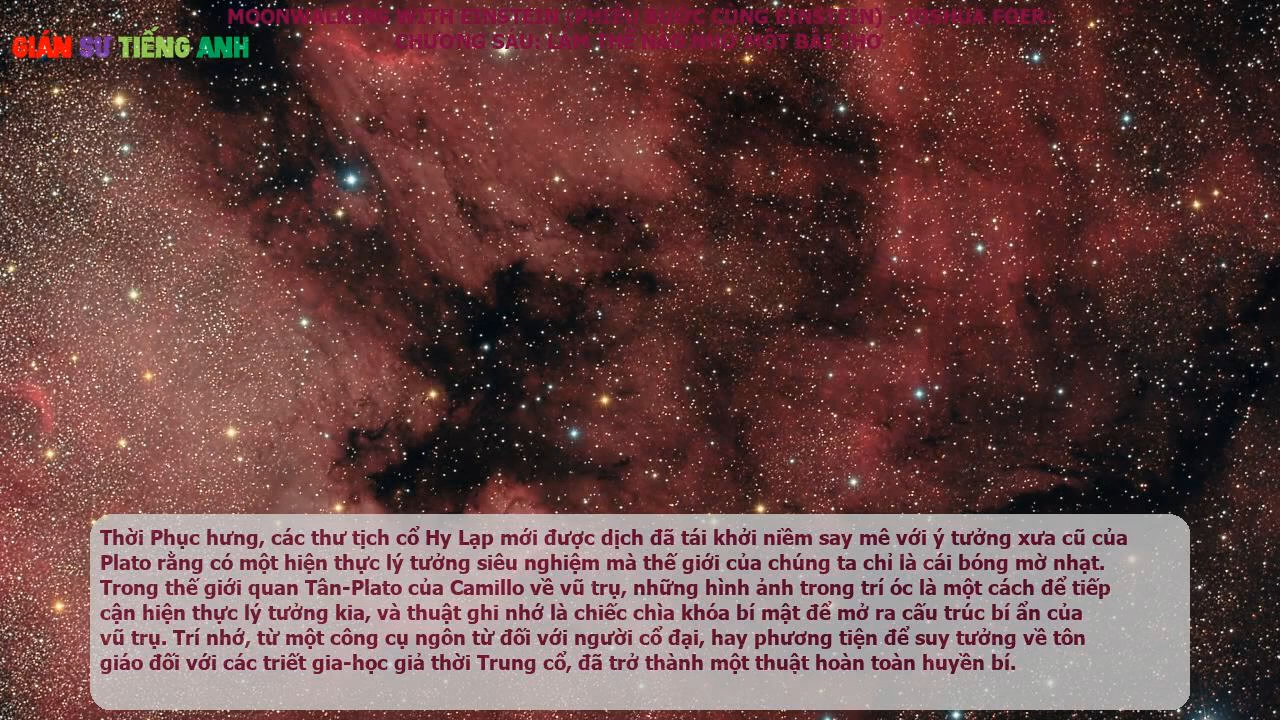 MOONWALKING WITH EINSTEIN (PHIÊU BƯỚC CÙNG EINSTEIN) - JOSHUA FOER
CHƯƠNG SÁU: LÀM THẾ NÀO NHỚ MỘT BÀI THƠ
GIÁN SỨ TIẾNG ANH
Thời Phục hưng, các thư tịch cổ Hy Lạp mới được dịch đã tái khởi niềm say mê với ý tưởng xưa cũ của
Plato rằng có một hiện thực lý tưởng siêu nghiệm mà thế giới của chúng ta chỉ là cái bóng mờ nhạt.
Trong thế giới quan Tân-Plato của Camillo về vũ trụ, những hình ảnh trong trí óc là một cách để tiếp
cận hiện thực lý tưởng kia, và thuật ghi nhớ là chiếc chìa khóa bí mật để mở ra cấu trúc bí ẩn của
vũ trụ. Trí nhớ, từ một công cụ ngôn từ đối với người cổ đại, hay phương tiện để suy tưởng về tôn
giáo đối với các triết gia-học giả thời Trung cổ, đã trở thành một thuật hoàn toàn huyền bí.